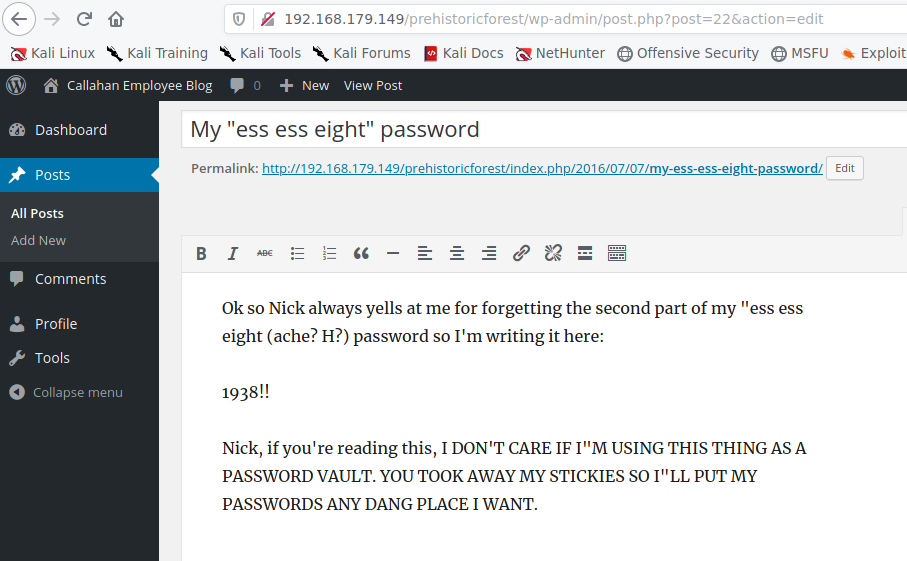 192.168.179.149/prehistoricforest/wp-admin/post.php?post=22&action=edit
Kali Linux Kali Training Kali Tools Kali Forums Kali Docs NetHunter Offensive Security MSFU Exploit
Callahan Employee Blog 0 New View Post
Dashboard
Posts
All Posts
Add New
Comments
Profile
Tools
Collapse menu
My "ess ess eight" password
Permalink: http://192.168.179.149/prehistoricforest/index.php/2016/07/07/my-ess-ess-eight-password/ Edit
B I ABC
Ok so Nick always yells at me for forgetting the second part of my "ess ess
eight (ache? H?) password so I'm writing it here:
1938!!
Nick, if you're reading this, I DON'T CARE IF I"M USING THIS THING AS A
PASSWORD VAULT. YOU TOOK AWAY MY STICKIES SO I"LL PUT MY
PASSWORDS ANY DANG PLACE I WANT.